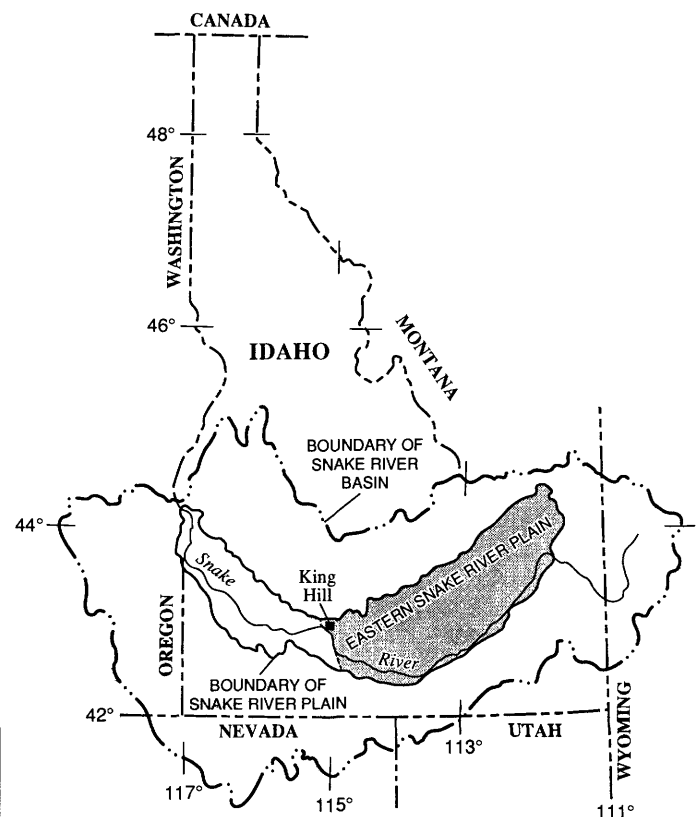 CANADA
48°
WASHINGTON
46°
IDAHO
MONTANA
BOUNDARY OF
SNAKE RIVER
BASIN
44°
Snake
King
Hill
EASTERN SNAKE RIVER PLAIN
OREGON
River
BOUNDARY OF
SNAKE RIVER PLAIN
42°
NEVADA
UTAH
WYOMING
113°
117°
115°
111°